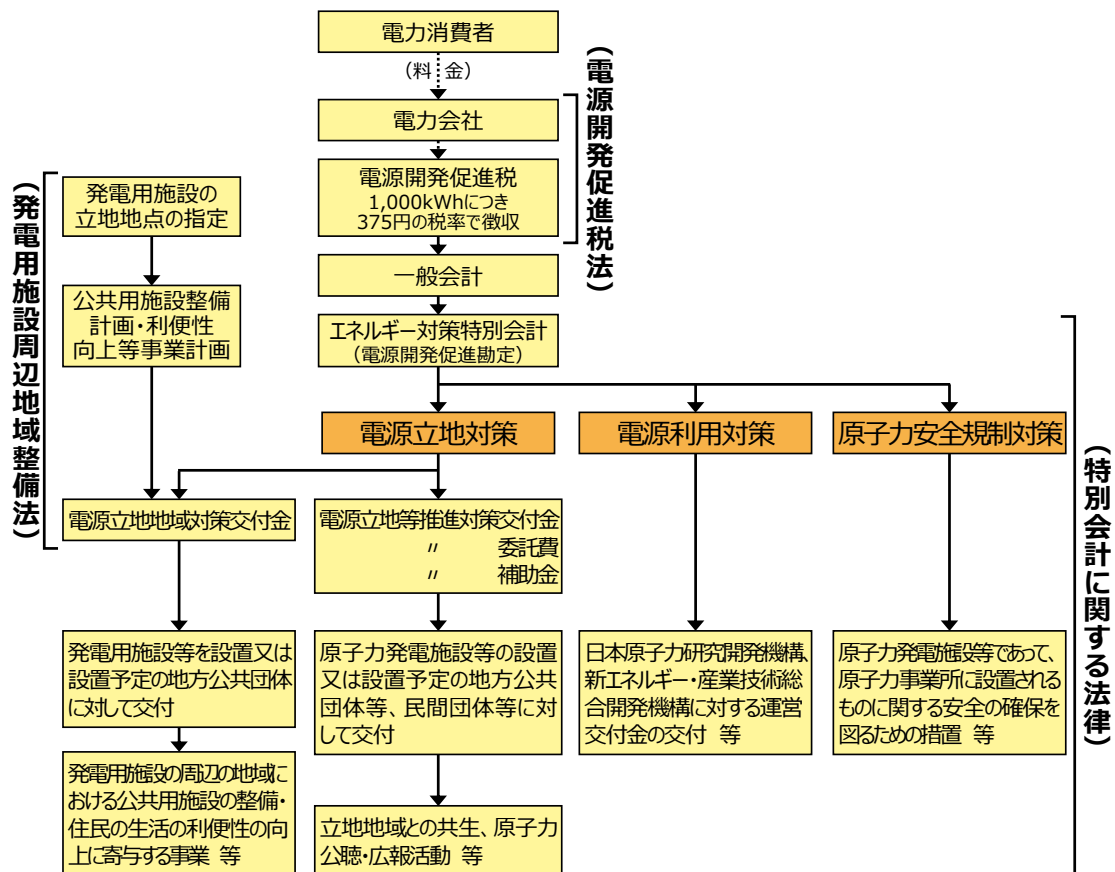 電力消費者
(料 金)
電力会社
電源開発促進税
1,000kWhにつき
375円の税率で徴収
(電源開発促進税法)
一般会計
エネルギー対策特別会計
(電源開発促進勘定)
発電用施設の
立地地点の指定
公共用施設整備
計画・利便性
向上等事業計画
(発電用施設周辺地域整備法)
電源立地対策
電源利用対策
原子力安全規制対策
(特別会計に関する法律)
電源立地地域対策交付金
電源立地等推進対策交付金
〃 委託費
〃 補助金
発電用施設等を設置又は
設置予定の地方公共団体
に対して交付
原子力発電施設等の設置
又は設置予定の地方公共
団体等、民間団体等に対
して交付
日本原子力研究開発機構、
新エネルギー・産業技術総
合開発機構に対する運営
交付金の交付 等
原子力発電施設等であって、
原子力事業所に設置される
ものに関する安全の確保を
図るための措置 等
発電用施設の周辺の地域に
おける公共用施設の整備・
住民の生活の利便性の向
上に寄与する事業 等
立地地域との共生、原子力
公聴・広報活動 等